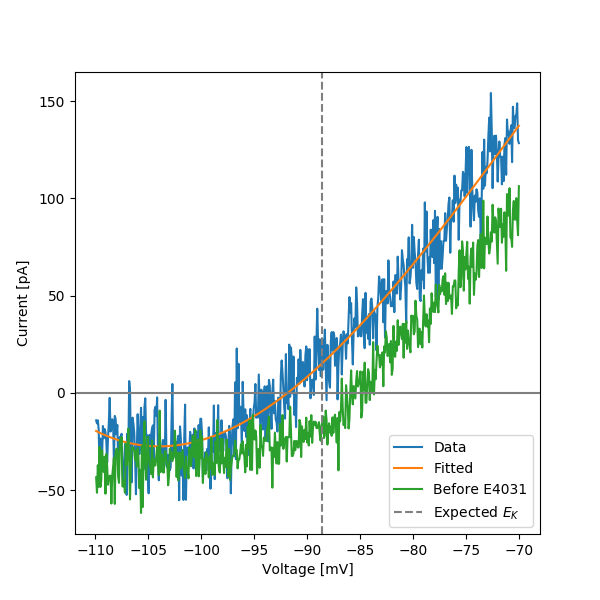 150
100
50
0
−50
Current [pA]
−110
−105
−100
−95
−90
−85
−80
−75
−70
Voltage [mV]
Data
Fitted
Before E4031
Expected E_K